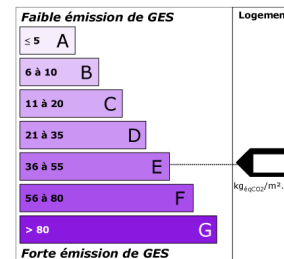 Faible émission de GES
Logemen
≤ 5 A
6 à 10 B
11 à 20 C
21 à 35 D
36 à 55 E
kgéqCO2/m².
56 à 80 F
> 80 G
Forte émission de GES